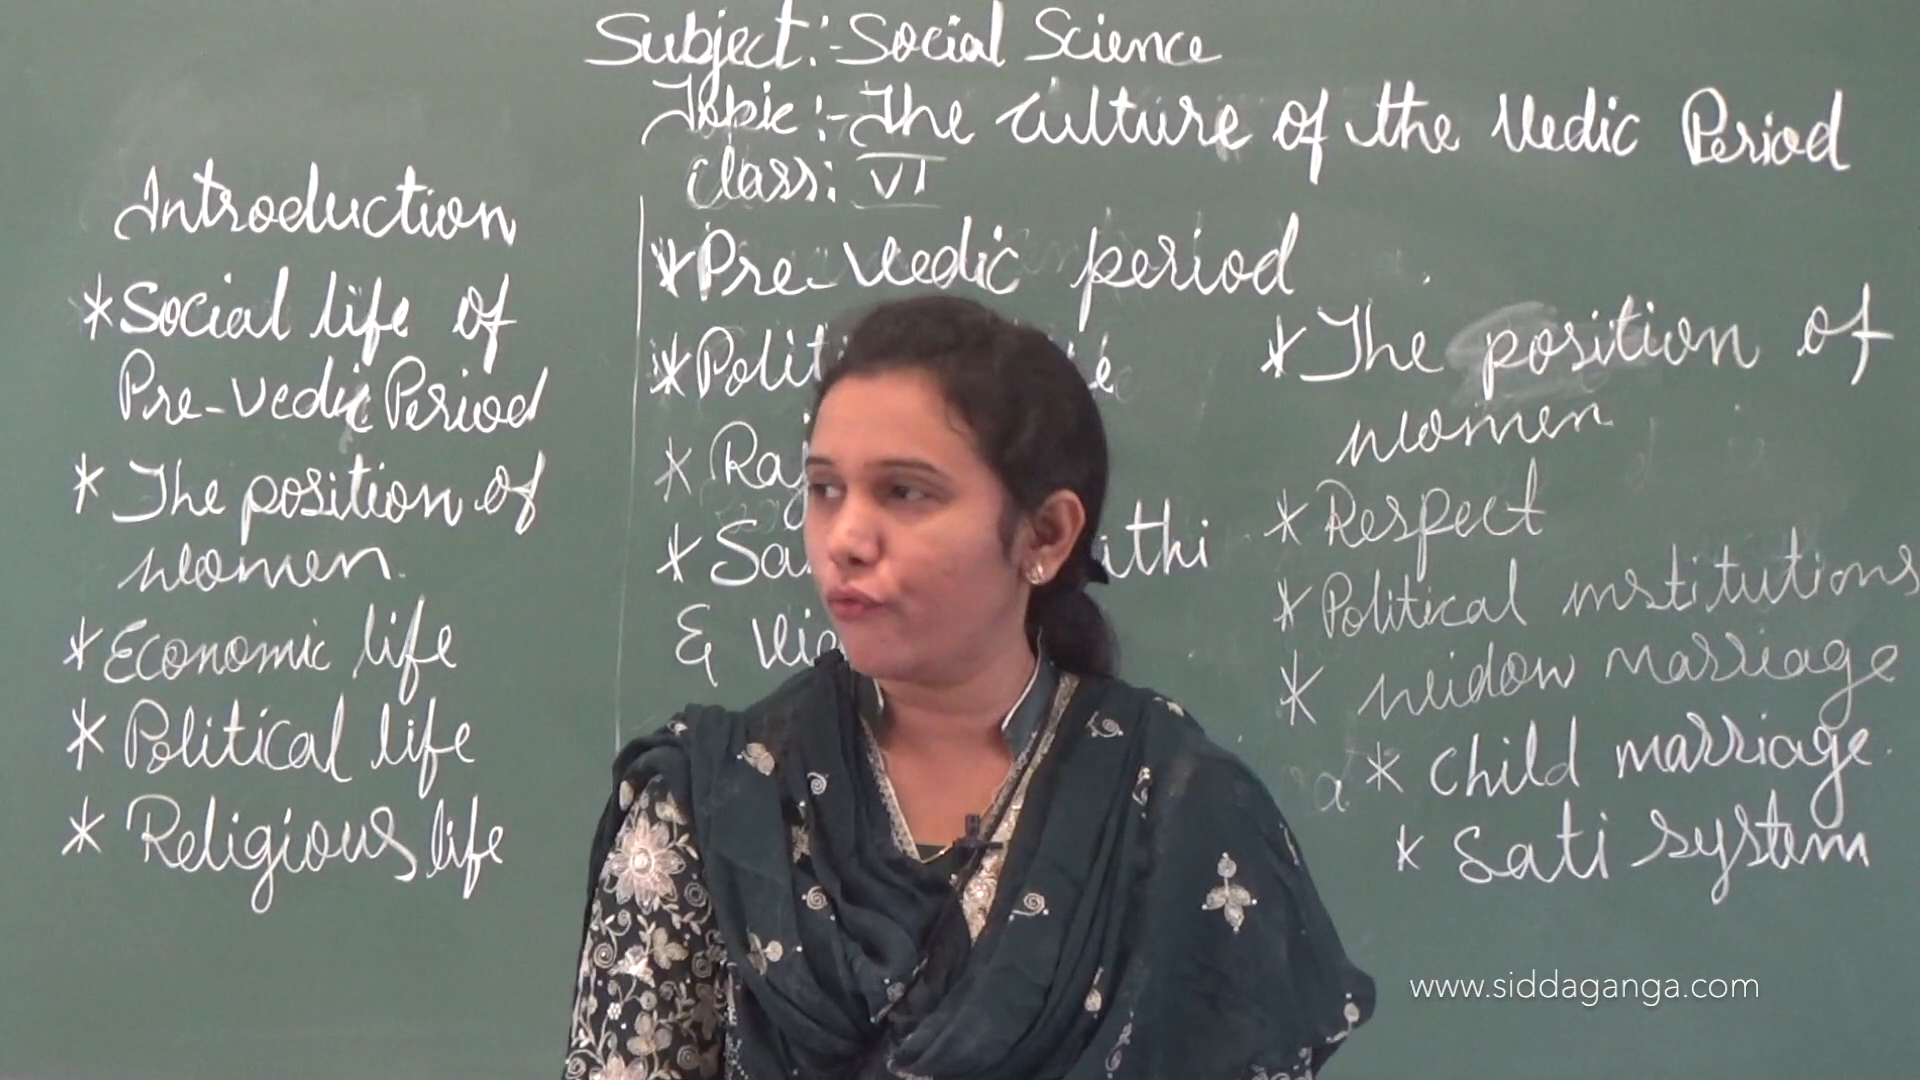 Subject:-Social Science
Topic:-The culture of the Vedic Period
class: VI
Introduction
*Social life of
Pre-vedic Period
* The position of
women.
*Economic life
* Political life
* Religious life
*Pre-Vedic period
*
*
*
&
* The position of
women.
* Respect
* Political institutions
* widow marriage
* child marriage.
* Sati system
www.siddaganga.com